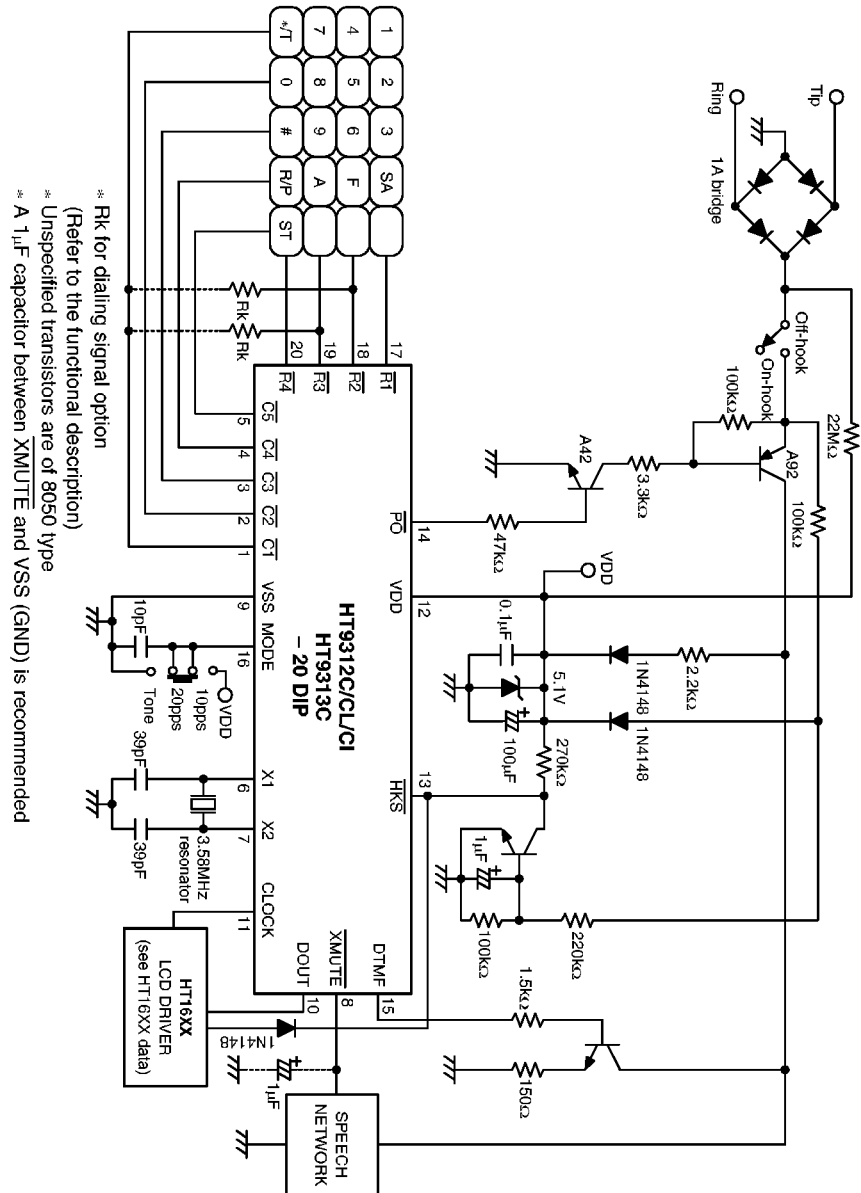 Tip
Ring
1A bridge
Off-hook
On-hook
22MΩ
A92
100kΩ
100kΩ
3.3kΩ
A42
47kΩ
VDD
2.2kΩ
1N4148
1N4148
0.1μF
5.1V
100μF
270kΩ
1μF
100kΩ
220kΩ
1.5kΩ
150Ω
1 2 3 SA
4 5 6 F
7 8 9 A
*/T 0 # R/P ST
Rk
Rk
17 R1
18 R2
19 R3
20 R4
14 PO
12 VDD
13 HKS
HT9312C/CL/CI
HT9313C
– 20 DIP
DTMF 15
XMUTE 8
DOUT 10
C5 C4 C3 C2 C1 VSS MODE X1 X2 CLOCK
5 4 3 2 1 9 16 6 7 11
1N4148
1μF
SPEECH
NETWORK
10pF
Tone
20pps
10pps
VDD
39pF
39pF
3.58MHz
resonator
HT16XX
LCD DRIVER
(see HT16XX data)
* Rk for dialing signal option
(Refer to the functional description)
* Unspecified transistors are of 8050 type
* A 1μF capacitor between XMUTE and VSS (GND) is recommended